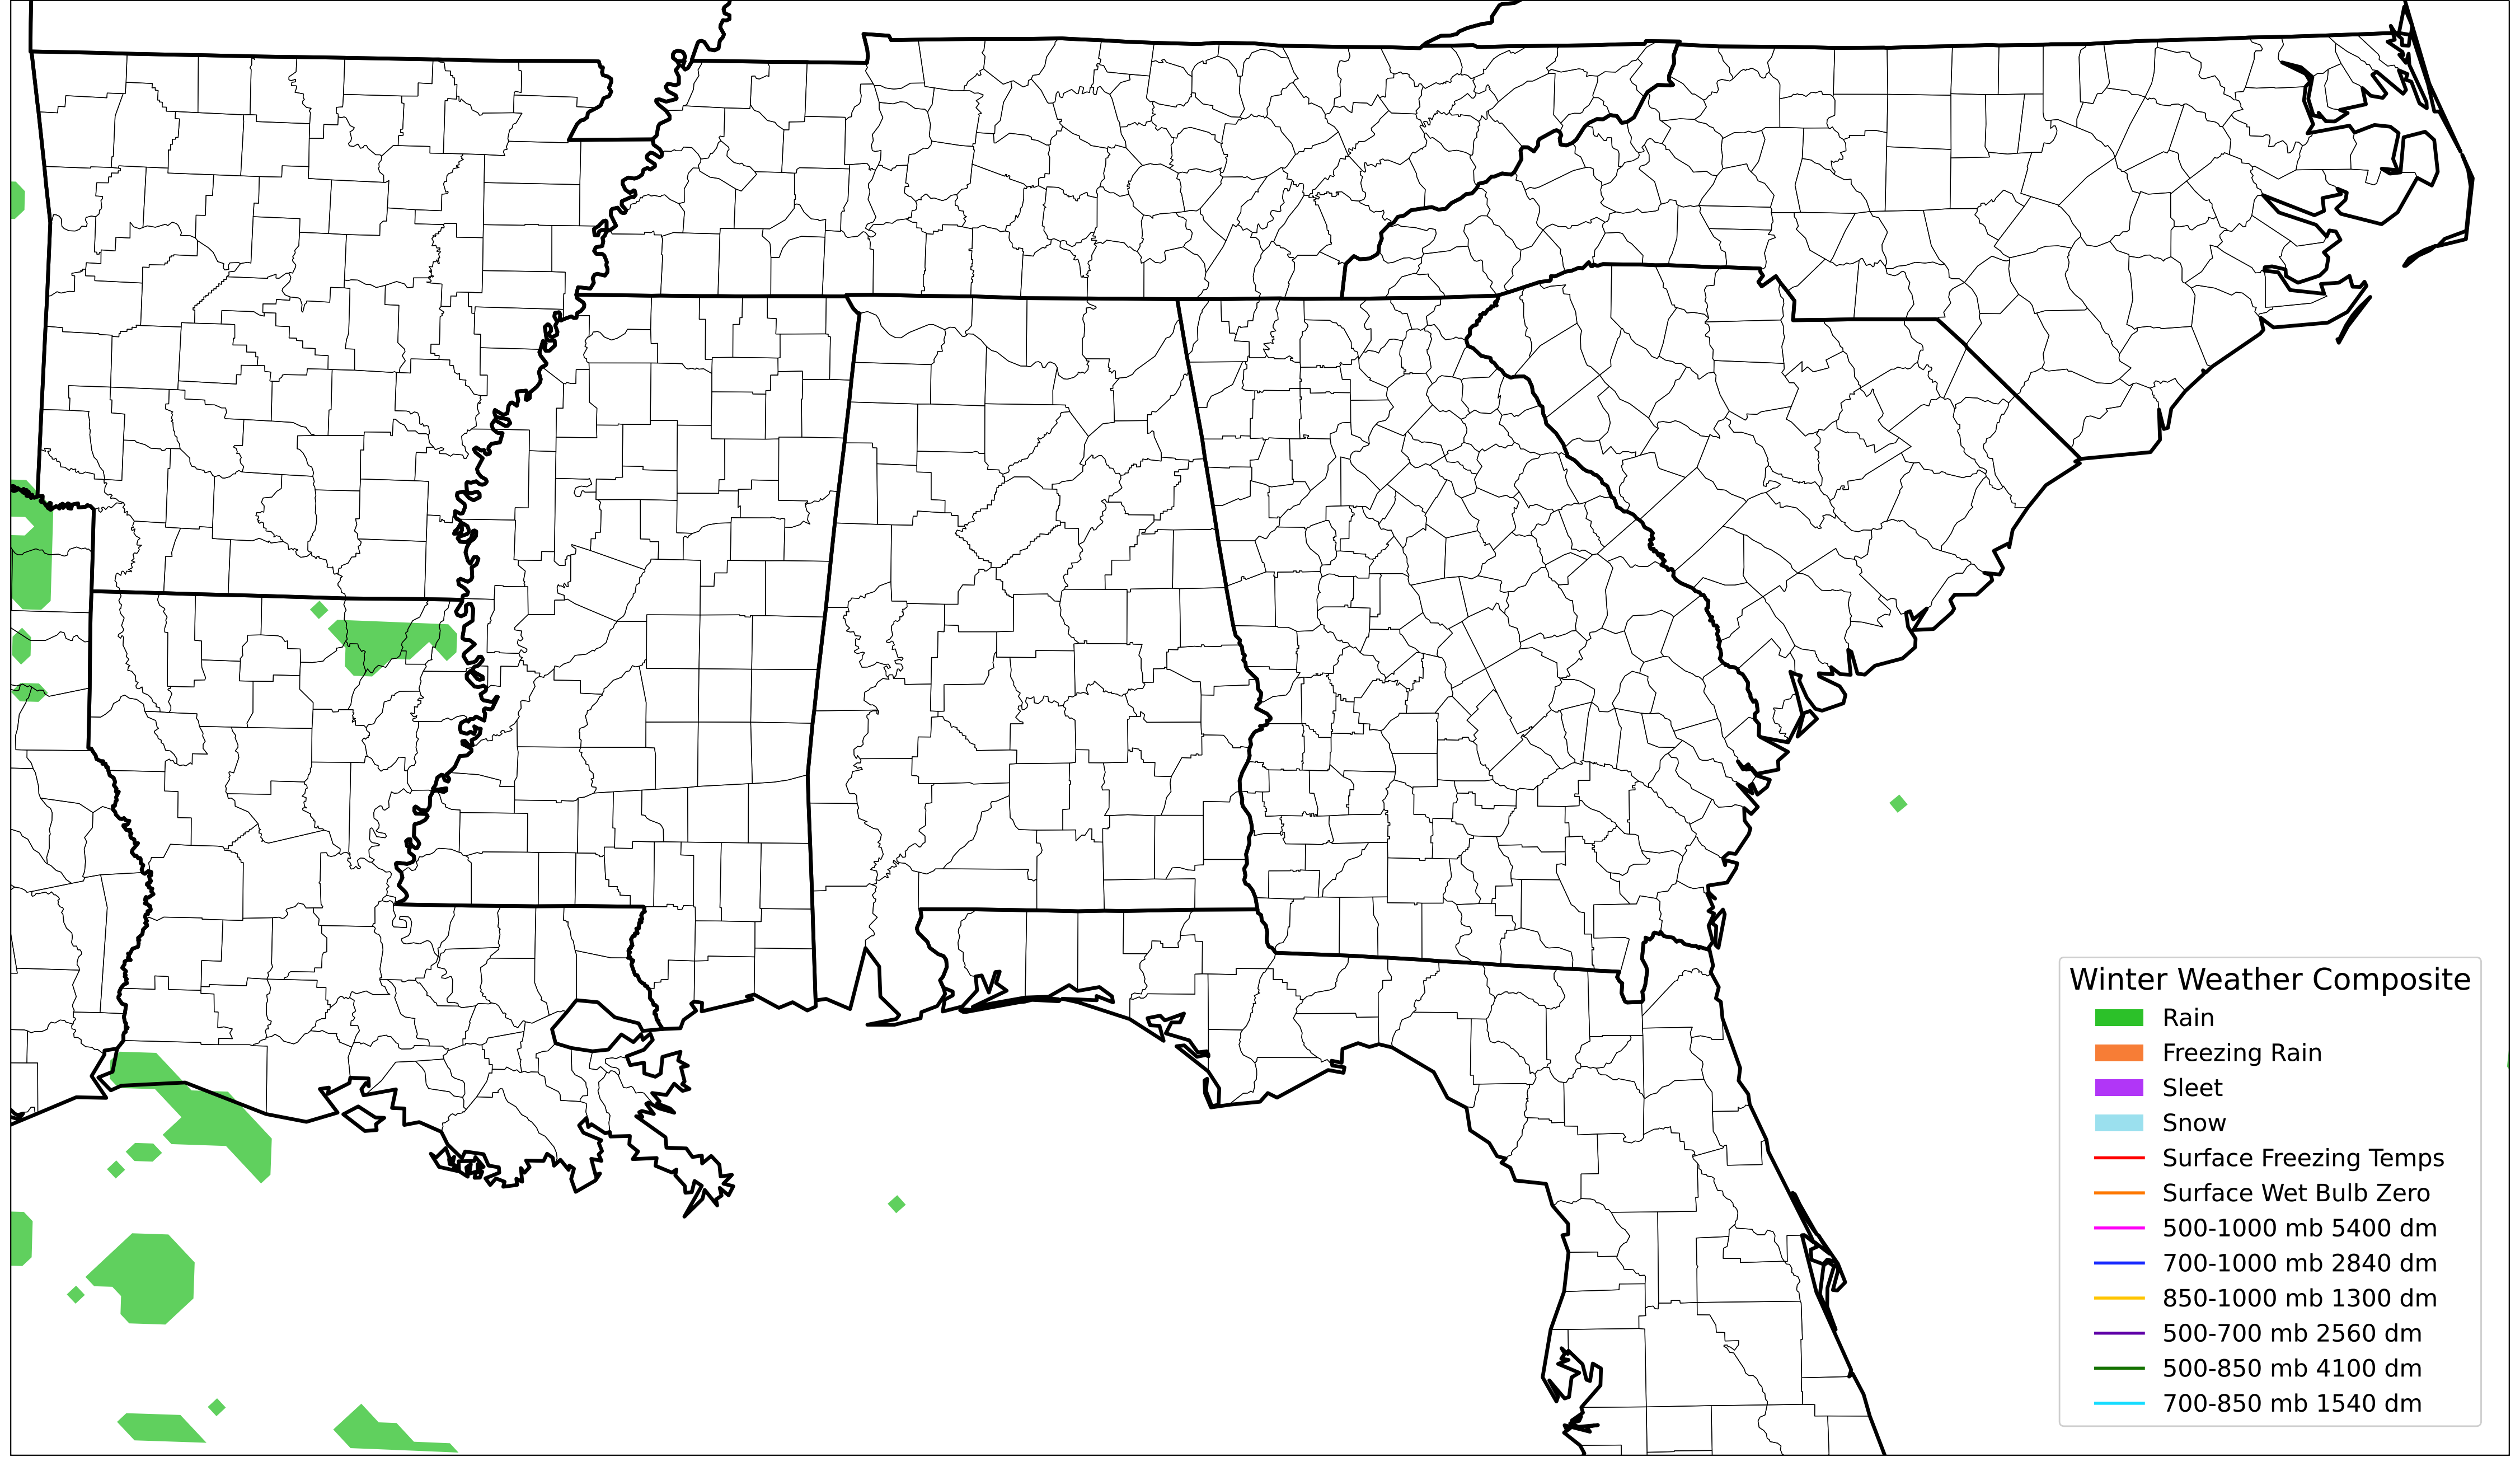 Winter Weather Composite
Rain
Freezing Rain
Sleet
Snow
Surface Freezing Temps
Surface Wet Bulb Zero
500-1000 mb 5400 dm
700-1000 mb 2840 dm
850-1000 mb 1300 dm
500-700 mb 2560 dm
500-850 mb 4100 dm
700-850 mb 1540 dm